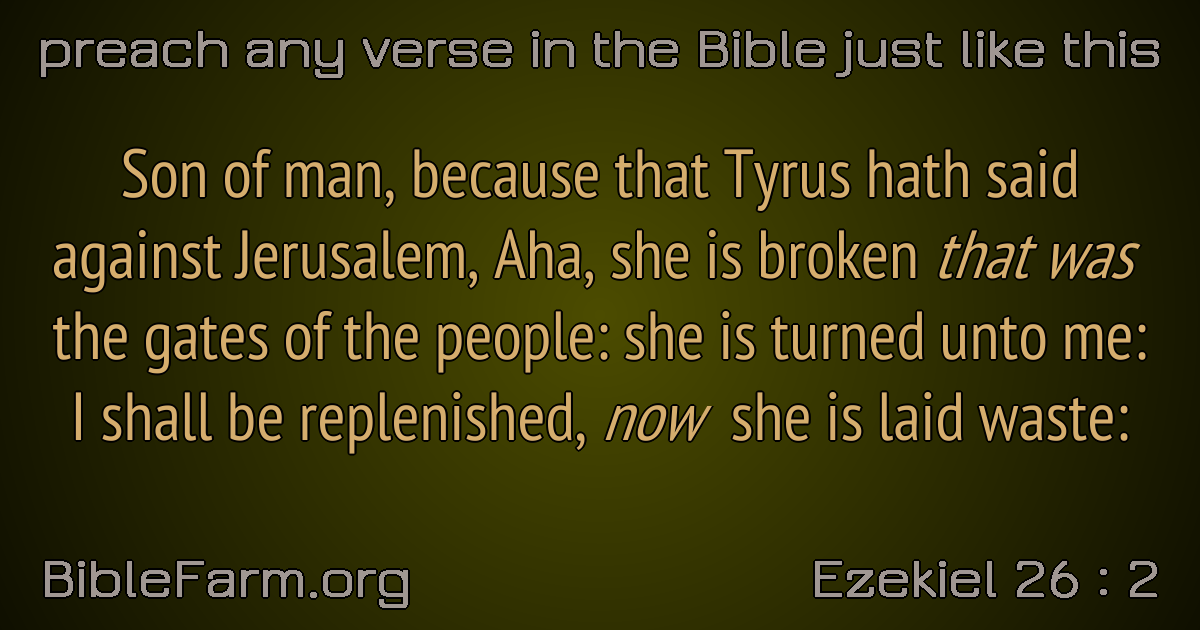 preach any verse in the Bible just like this
Son of man, because that Tyrus hath said
against Jerusalem, Aha, she is broken that was
the gates of the people: she is turned unto me:
I shall be replenished, now she is laid waste:
BibleFarm.org
Ezekiel 26 : 2